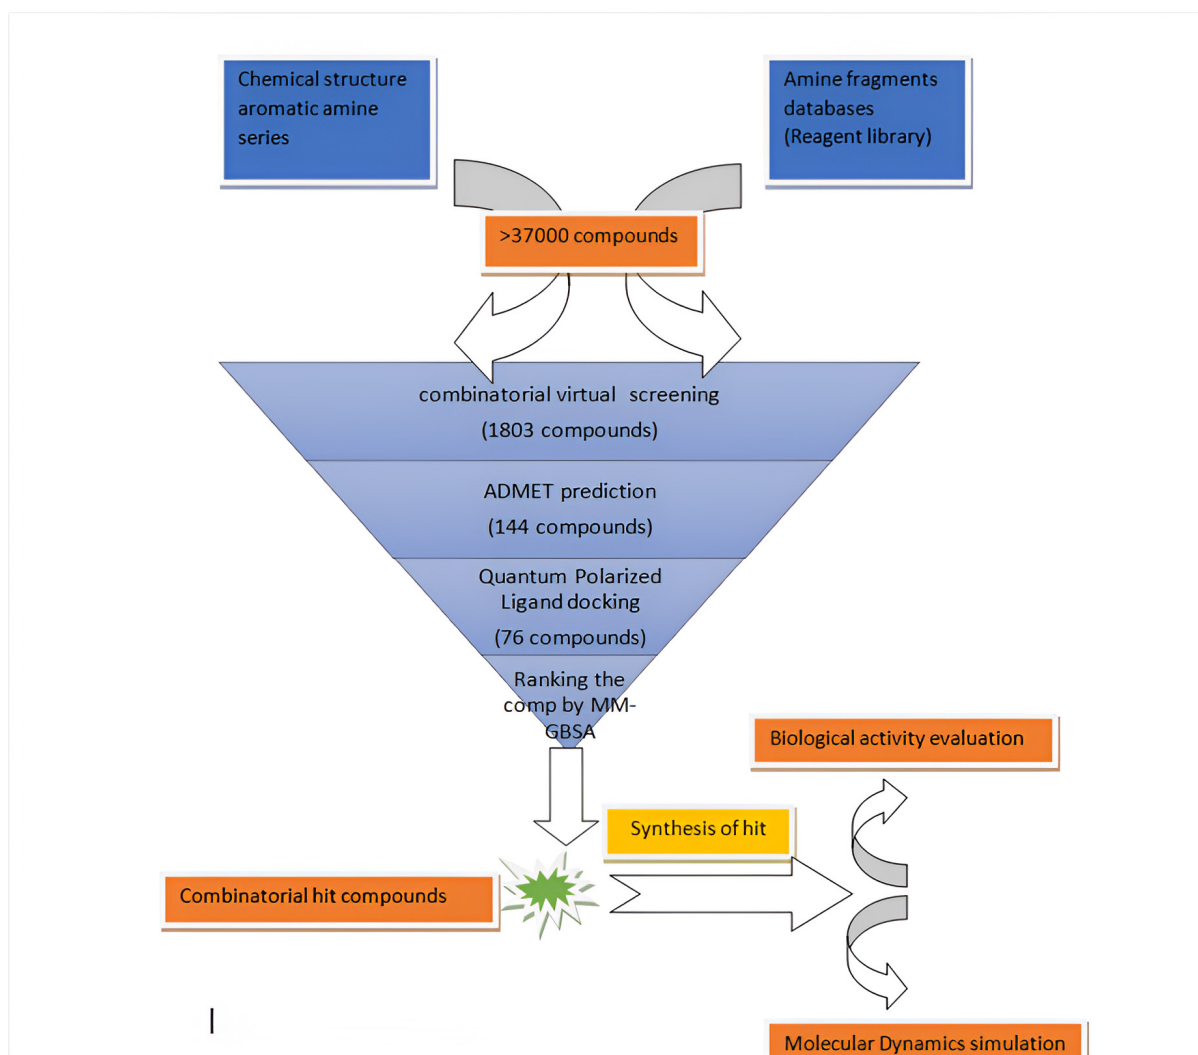 Chemical structure
aromatic amine
series
Amine fragments
databases
(Reagent library)
>37000 compounds
combinatorial virtual screening
(1803 compounds)
ADMET prediction
(144 compounds)
Quantum Polarized
Ligand docking
(76 compounds)
Ranking the
comp by MM-
GBSA
Biological activity evaluation
Synthesis of hit
Combinatorial hit compounds
Molecular Dynamics simulation